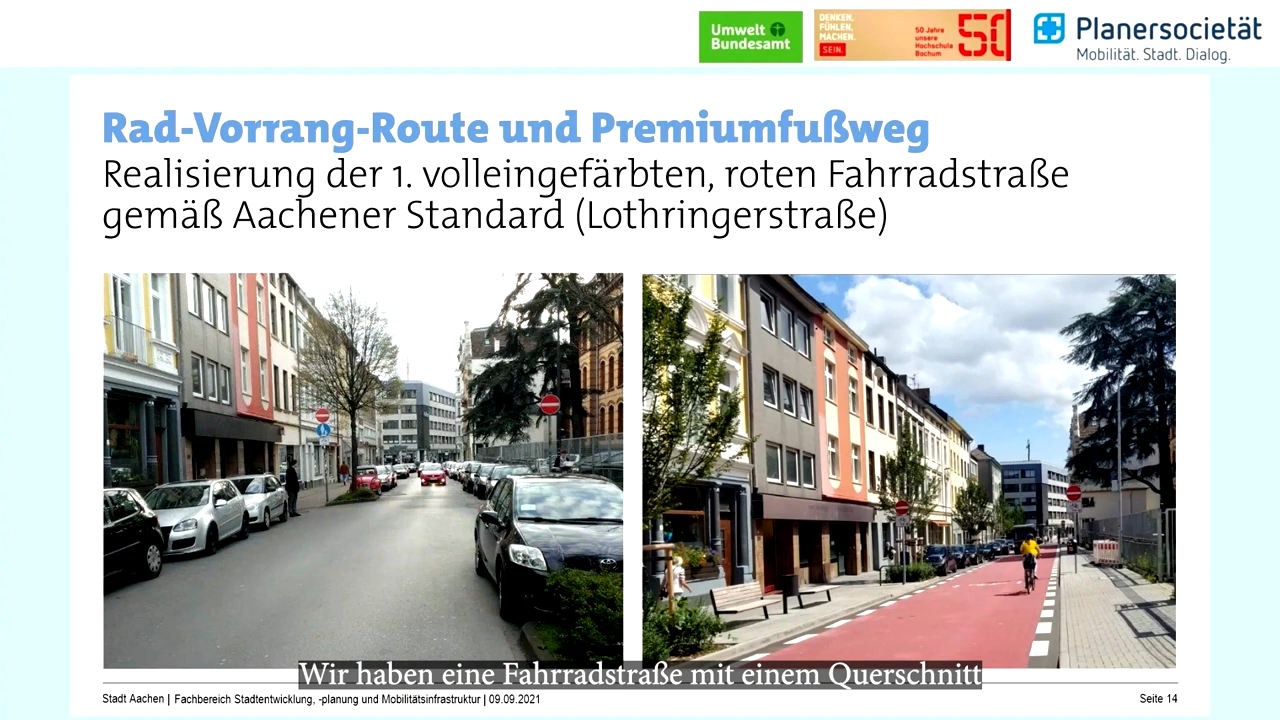 Umwelt
Bundesamt
DENKEN,
FÜHLEN,
MACHEN.
SEIN.
50 Jahre
unsere
Hochschule
Bochum
50
Planersocietät
Mobilität. Stadt. Dialog.
Rad-Vorrang-Route und Premiumfußweg
Realisierung der 1. volleingefärbten, roten Fahrradstraße
gemäß Aachener Standard (Lothringerstraße)
Wir haben eine Fahrradstraße mit einem Querschnitt
Stadt Aachen | Fachbereich Stadtentwicklung, -planung und Mobilitätsinfrastruktur | 09.09.2021
Seite 14